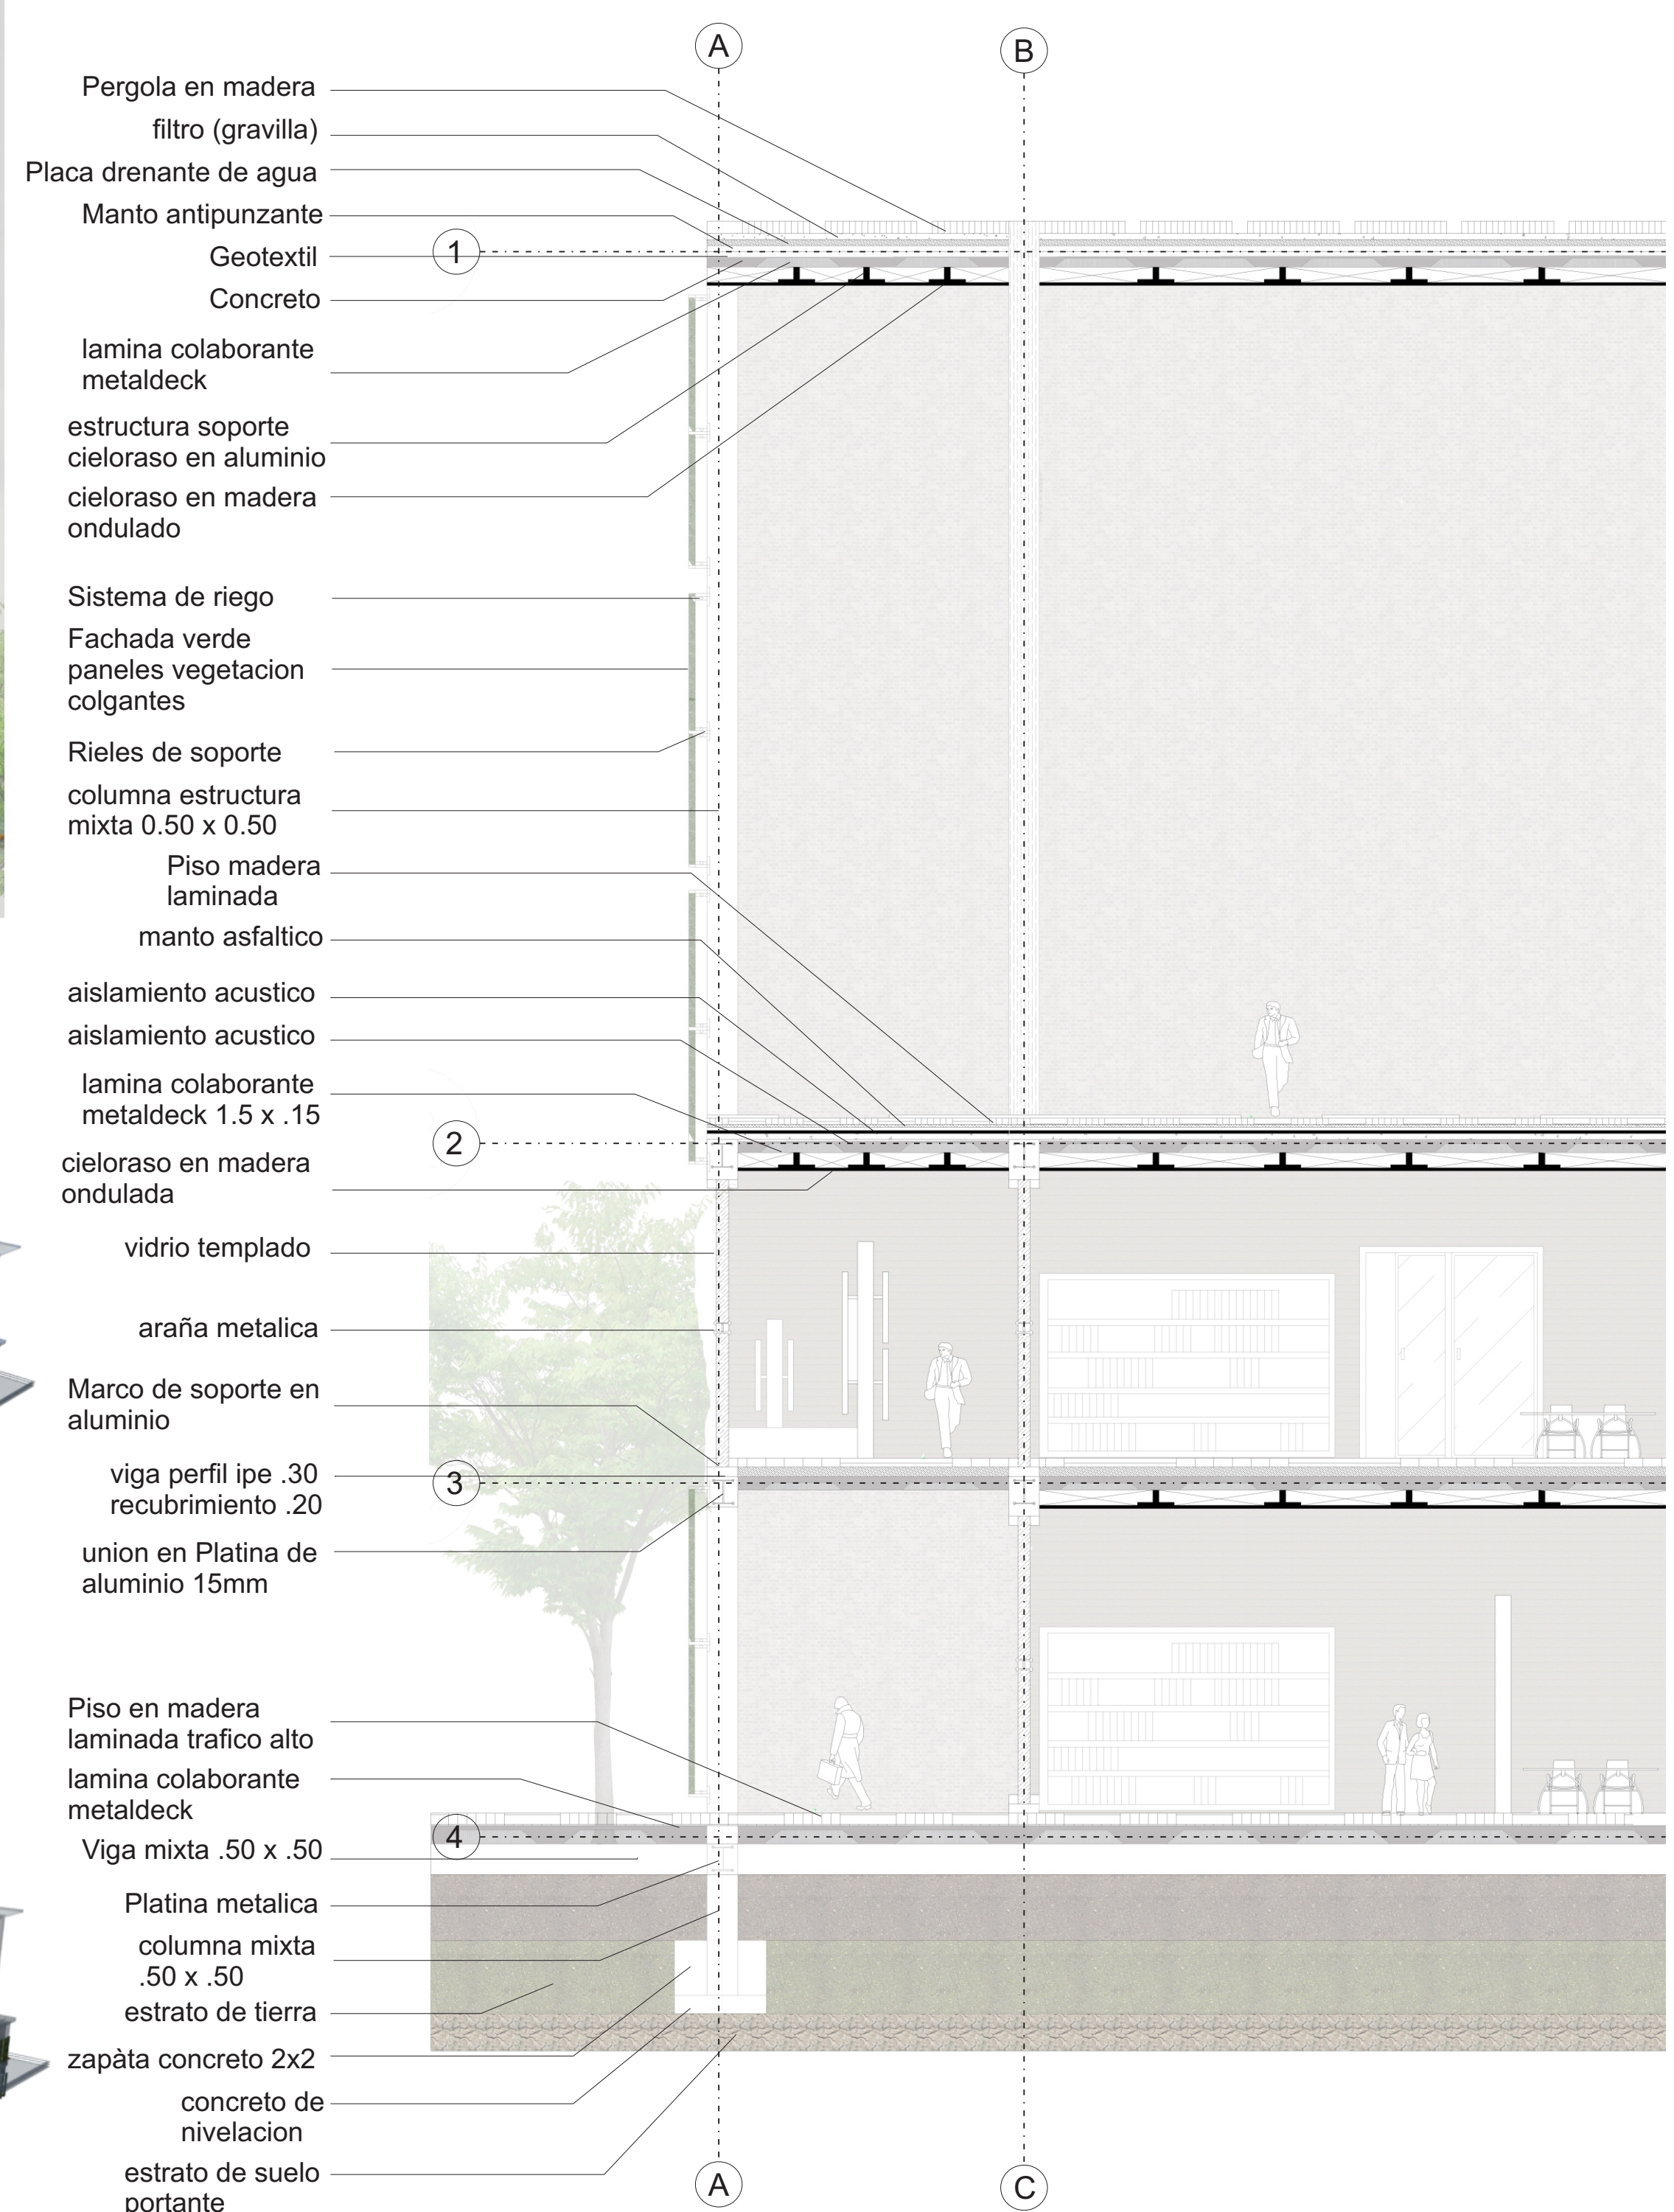 A
B
Pergola en madera
filtro (gravilla)
Placa drenante de agua
Manto antipunzante
Geotextil
1
Concreto
lamina colaborante
metaldeck
estructura soporte
cieloraso en aluminio
cieloraso en madera
ondulado
Sistema de riego
Fachada verde
paneles vegetacion
colgantes
Rieles de soporte
columna estructura
mixta 0.50 x 0.50
Piso madera
laminada
manto asfaltico
aislamiento acustico
aislamiento acustico
lamina colaborante
metaldeck 1.5 x .15
2
cieloraso en madera
ondulada
vidrio templado
araña metalica
Marco de soporte en
aluminio
viga perfil ipe .30
recubrimiento .20
3
union en Platina de
aluminio 15mm
Piso en madera
laminada trafico alto
lamina colaborante
metaldeck
4
Viga mixta .50 x .50
Platina metalica
columna mixta
.50 x .50
estrato de tierra
zapàta concreto 2x2
concreto de
nivelacion
estrato de suelo
portante
A
C